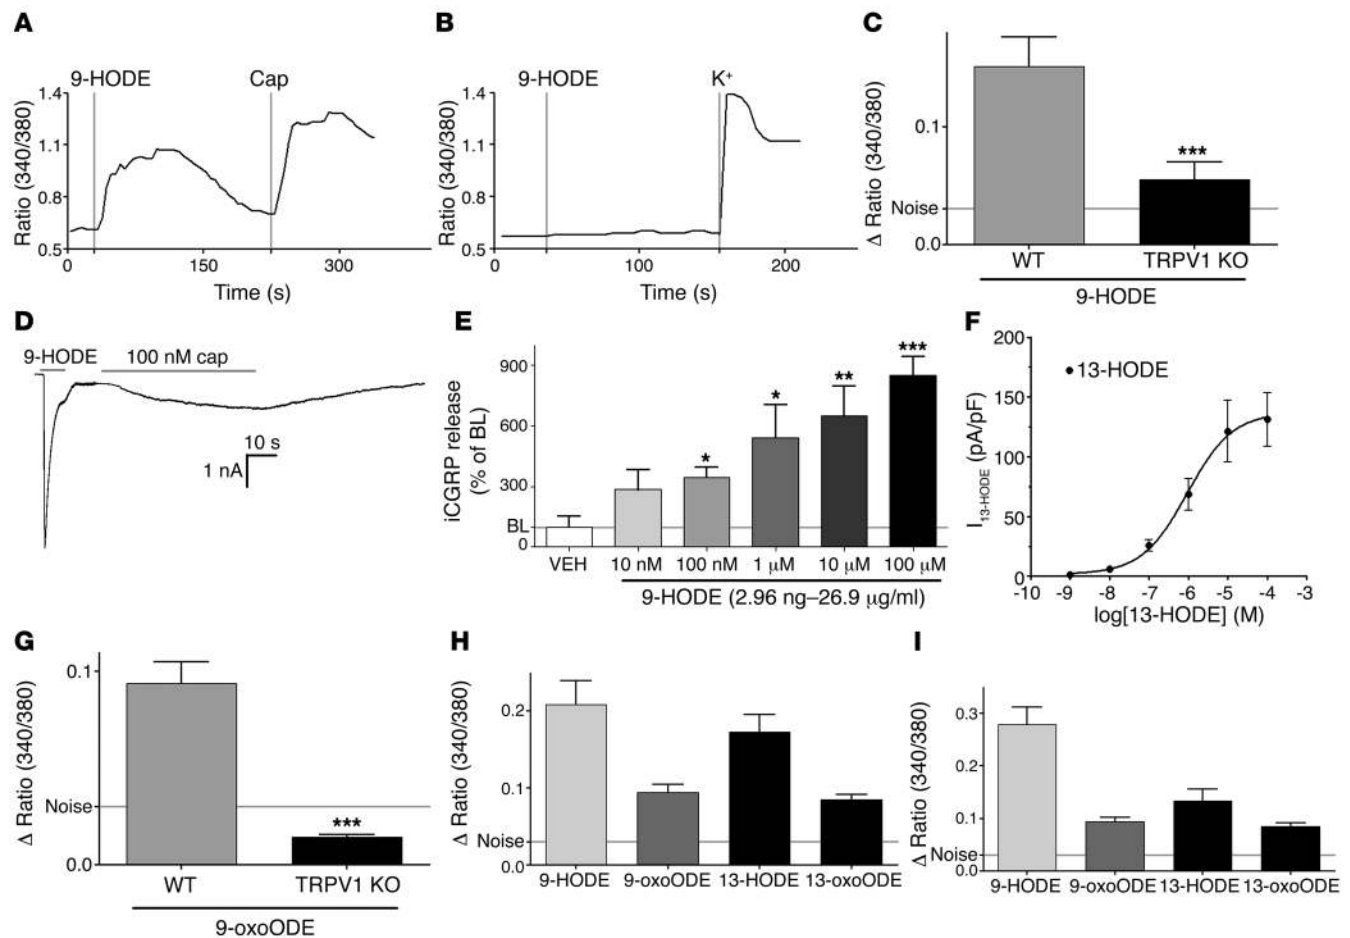 A
9-HODE Cap
Ratio (340/380)
1.4
1.1
0.8
0.5
0 150 300
Time (s)
B
9-HODE K⁺
Ratio (340/380)
1.4
1.1
0.8
0.5
0 100 200
Time (s)
C
Δ Ratio (340/380)
0.1
***
Noise
0.0
WT TRPV1 KO
9-HODE
D
9-HODE 100 nM cap
10 s
1 nA
E
iCGRP release
(% of BL)
900
600
300
BL
0
* * ** ***
VEH 10 nM 100 nM 1 μM 10 μM 100 μM
9-HODE (2.96 ng–26.9 μg/ml)
F
13-HODE
I13-HODE (pA/pF)
200
150
100
50
0
-10 -9 -8 -7 -6 -5 -4 -3
log[13-HODE] (M)
G
Δ Ratio (340/380)
0.1
Noise
***
0.0
WT TRPV1 KO
9-oxoODE
H
Δ Ratio (340/380)
0.2
0.1
Noise
0.0
9-HODE 9-oxoODE 13-HODE 13-oxoODE
I
Δ Ratio (340/380)
0.3
0.2
0.1
Noise
0.0
9-HODE 9-oxoODE 13-HODE 13-oxoODE